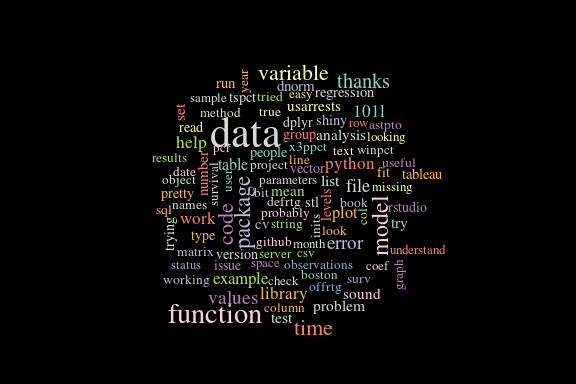 year
variable
run
dnorm
thanks
sample
tspct
tried
easy
regression
set
method
true
usarrests
1011
read
data
dplyr
shiny
row
astpto
help
pcf
group
analysis
looking
results
people
x3ppct
text
winpct
date
number
table
project
line
vector
python
useful
object
survival
user
parameters
list
file
fit
tableau
missing
pretty
package
bit
mean
defrtg
stl
levels
book
names
sql
work
code
probably
plot
col
model
rstudio
trying
cv
string
inits
look
try
type
github
month
error
matrix
version
server
csv
understand
status
issue
space
observations
coef
graph
working
example
check
boston
surv
values
library
offrtg
sound
function
column
problem
test
time